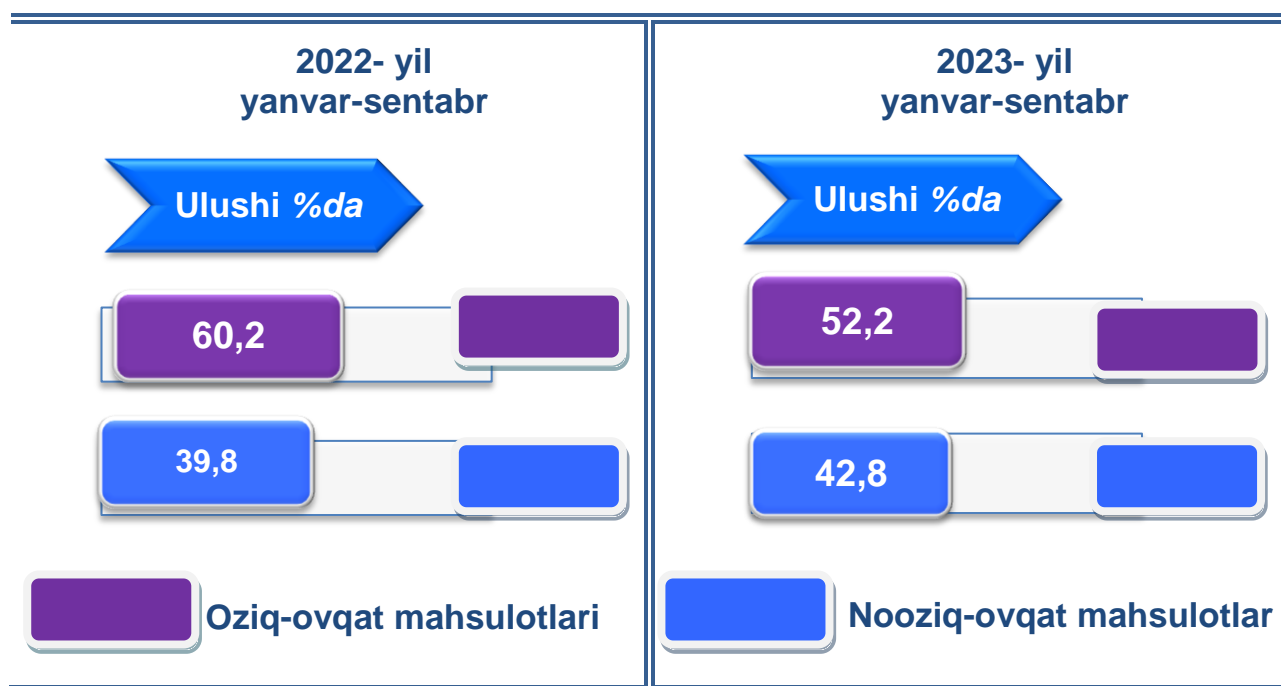 2022- yil
yanvar-sentabr
Ulushi %da
60,2
39,8
2023- yil
yanvar-sentabr
Ulushi %da
52,2
42,8
Oziq-ovqat mahsulotlari
Nooziq-ovqat mahsulotlar